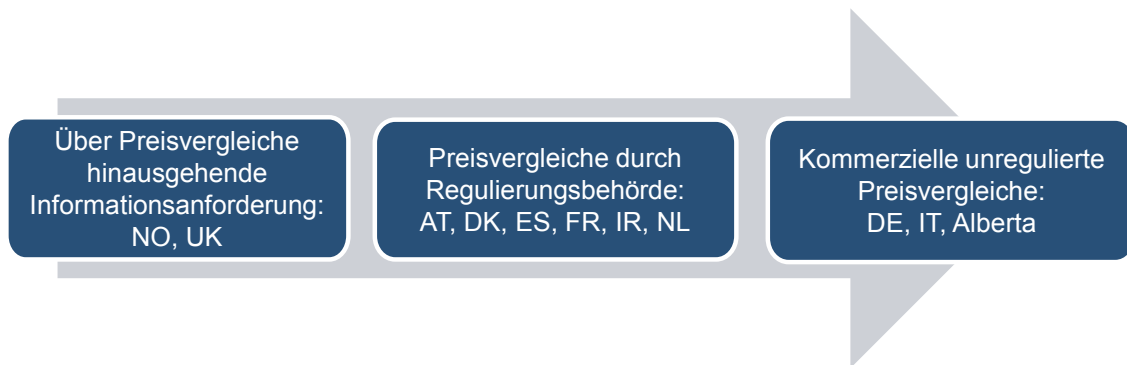 Über Preisvergleiche
hinausgehende
Informationsanforderung:
NO, UK
Preisvergleiche durch
Regulierungsbehörde:
AT, DK, ES, FR, IR, NL
Kommerzielle unregulierte
Preisvergleiche:
DE, IT, Alberta